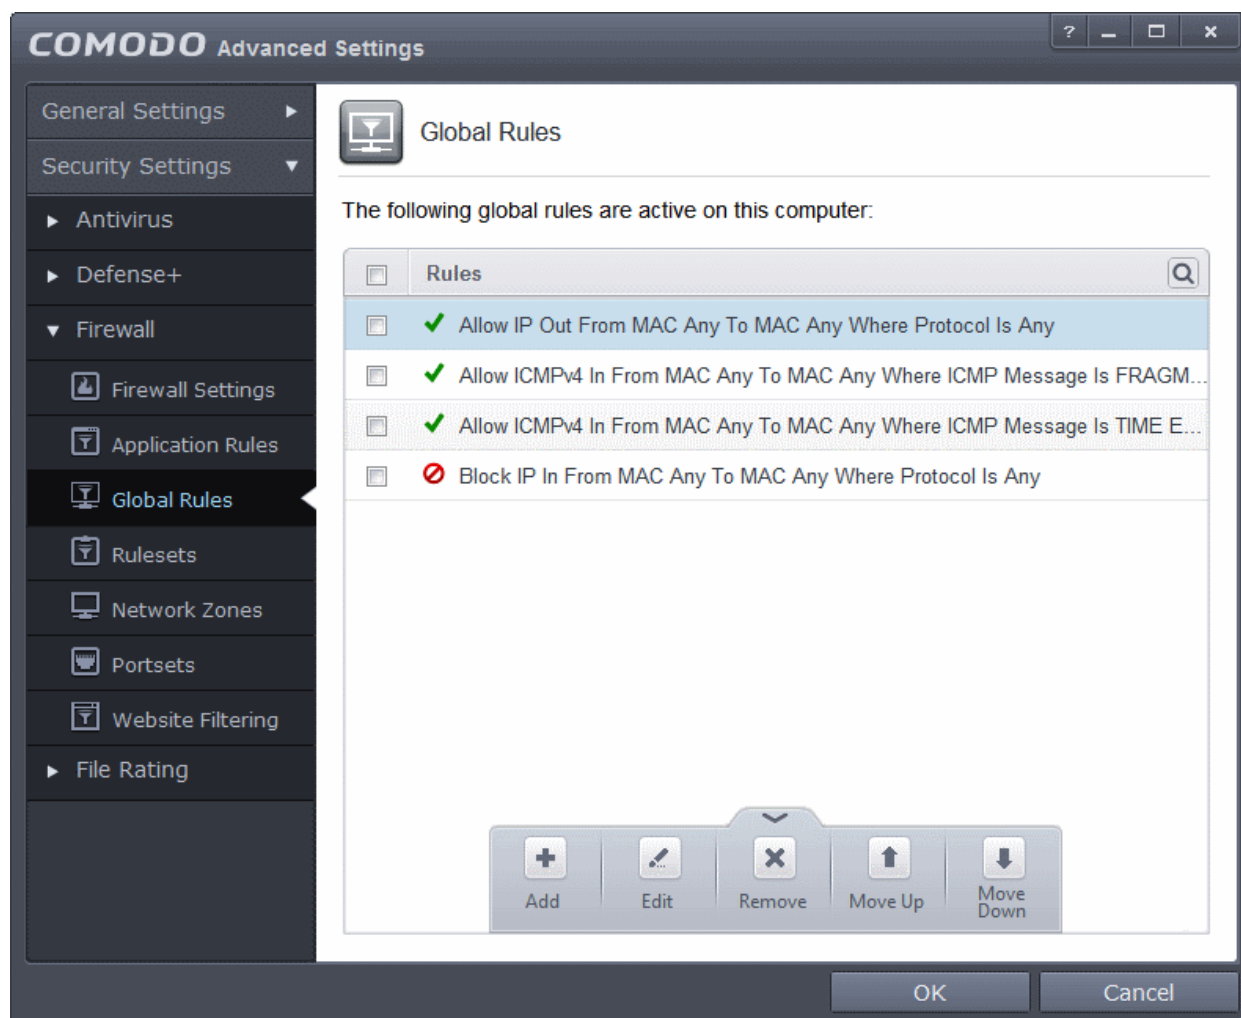 COMODO Advanced Settings
?
General Settings
Security Settings
Antivirus
Defense+
Firewall
Firewall Settings
Application Rules
Global Rules
Rulesets
Network Zones
Portsets
Website Filtering
File Rating
Global Rules
The following global rules are active on this computer:
Rules
Allow IP Out From MAC Any To MAC Any Where Protocol Is Any
Allow ICMPv4 In From MAC Any To MAC Any Where ICMP Message Is FRAGM...
Allow ICMPv4 In From MAC Any To MAC Any Where ICMP Message Is TIME E...
Block IP In From MAC Any To MAC Any Where Protocol Is Any
Add
Edit
Remove
Move Up
Move
Down
OK
Cancel